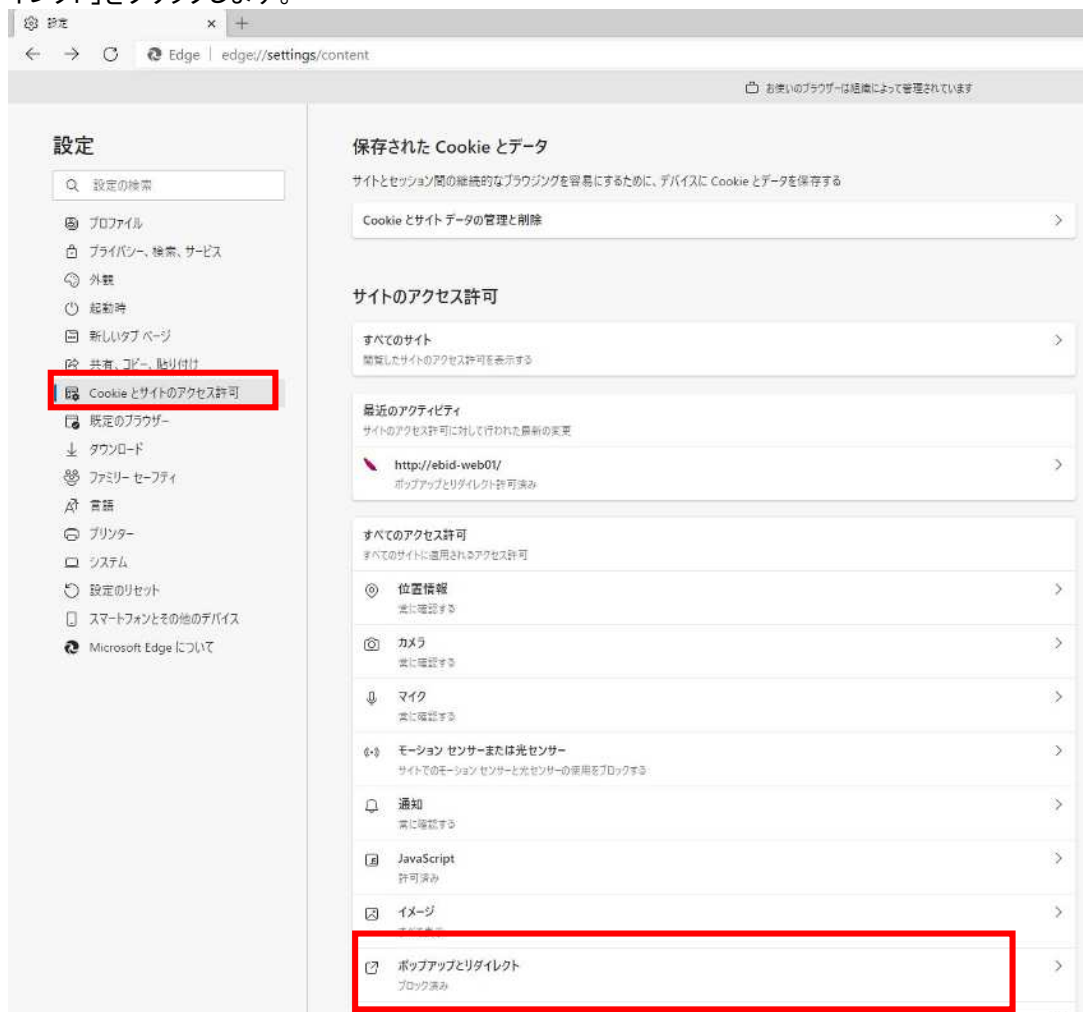 イレクト」をクリックします。
設定
Edge | edge://settings/content
お使いのブラウザーは組織によって管理されています
設定
設定の検索
プロファイル
プライバシー、検索、サービス
外観
起動時
新しいタブ ページ
共有、コピー、貼り付け
Cookie とサイトのアクセス許可
既定のブラウザー
ダウンロード
ファミリー セーフティ
言語
プリンター
システム
設定のリセット
スマートフォンとその他のデバイス
Microsoft Edge について
保存された Cookie とデータ
サイトとセッション間の継続的なブラウジングを容易にするために、デバイスに Cookie とデータを保存する
Cookie とサイト データの管理と削除
サイトのアクセス許可
すべてのサイト
閲覧したサイトのアクセス許可を表示する
最近のアクティビティ
サイトのアクセス許可に対して行われた最新の変更
http://ebid-web01/
ポップアップとリダイレクト許可済み
すべてのアクセス許可
すべてのサイトに適用されるアクセス許可
位置情報
常に確認する
カメラ
常に確認する
マイク
常に確認する
モーション センサーまたは光センサー
サイトでのモーション センサーと光センサーの使用をブロックする
通知
常に確認する
JavaScript
許可済み
イメージ
ポップアップとリダイレクト
ブロック済み